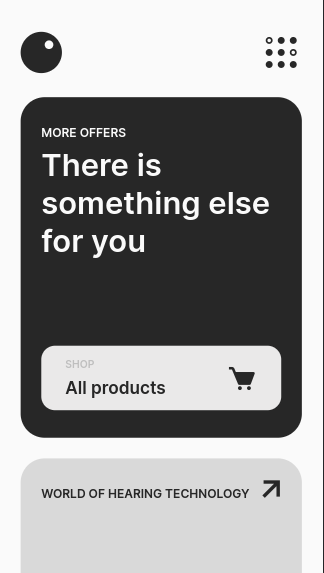 MORE OFFERS
There is
something else
for you
SHOP
All products
WORLD OF HEARING TECHNOLOGY